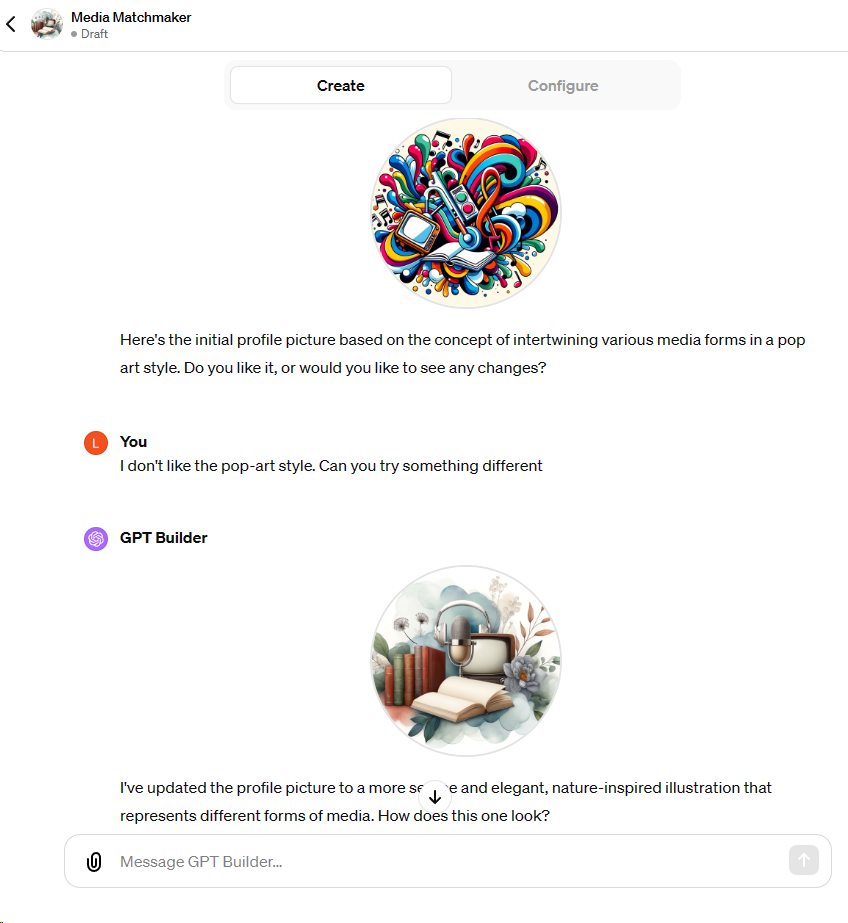 Media Matchmaker
Draft
Create
Configure
Here's the initial profile picture based on the concept of intertwining various media forms in a pop
art style. Do you like it, or would you like to see any changes?
L
You
I don't like the pop-art style. Can you try something different
GPT Builder
I've updated the profile picture to a more and elegant, nature-inspired illustration that
represents different forms of media. How does this one look?
Message GPT Builder...